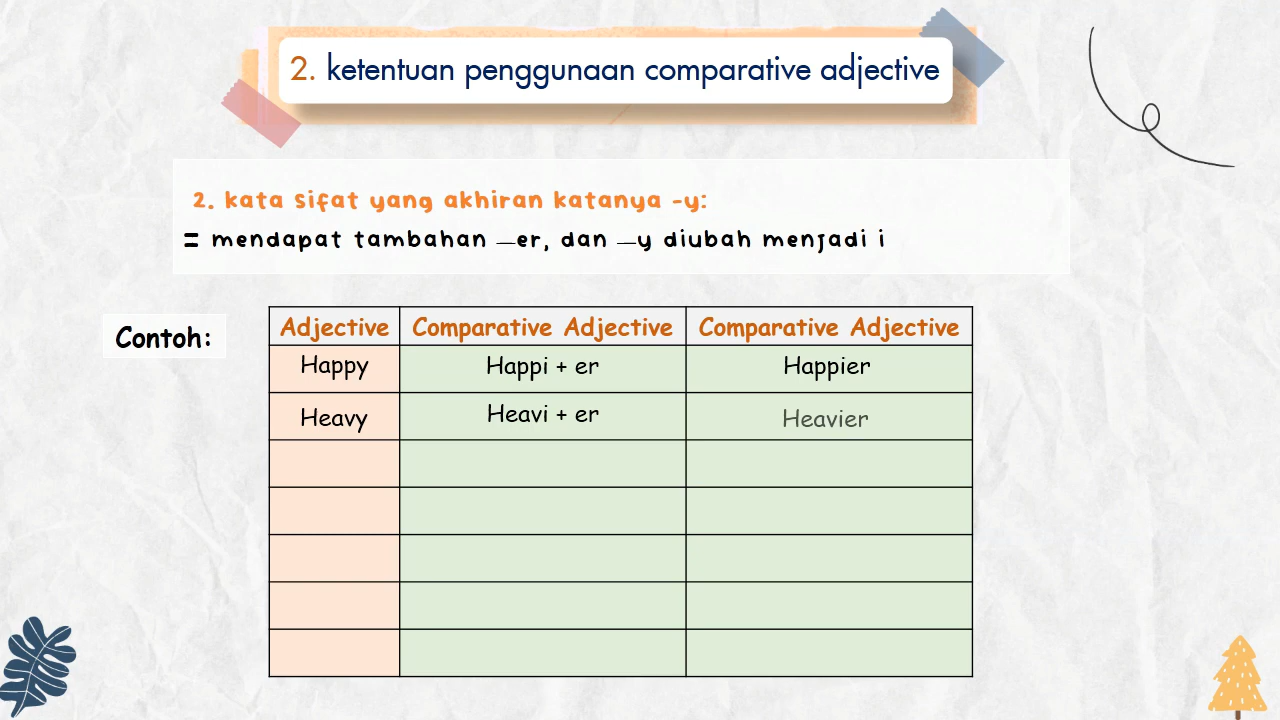 2. ketentuan penggunaan comparative adjective
2. kata sifat yang akhiran katanya -y:
= mendapat tambahan –er, dan –y diubah menjadi i
Contoh:
Adjective Comparative Adjective Comparative Adjective
Happy Happi + er Happier
Heavy Heavi + er Heavier